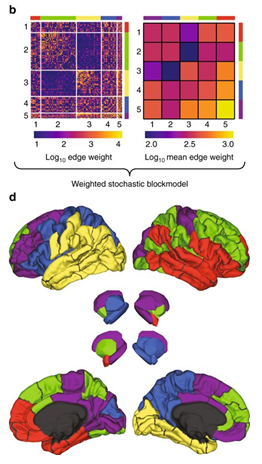 b
1
2
3
4
5
1 2 3 4 5
1
2
3
4
5
1 2 3 4 5
1 2 3 4
Log10 edge weight
2.0 2.5 3.0
Log10 mean edge weight
Weighted stochastic blockmodel
d